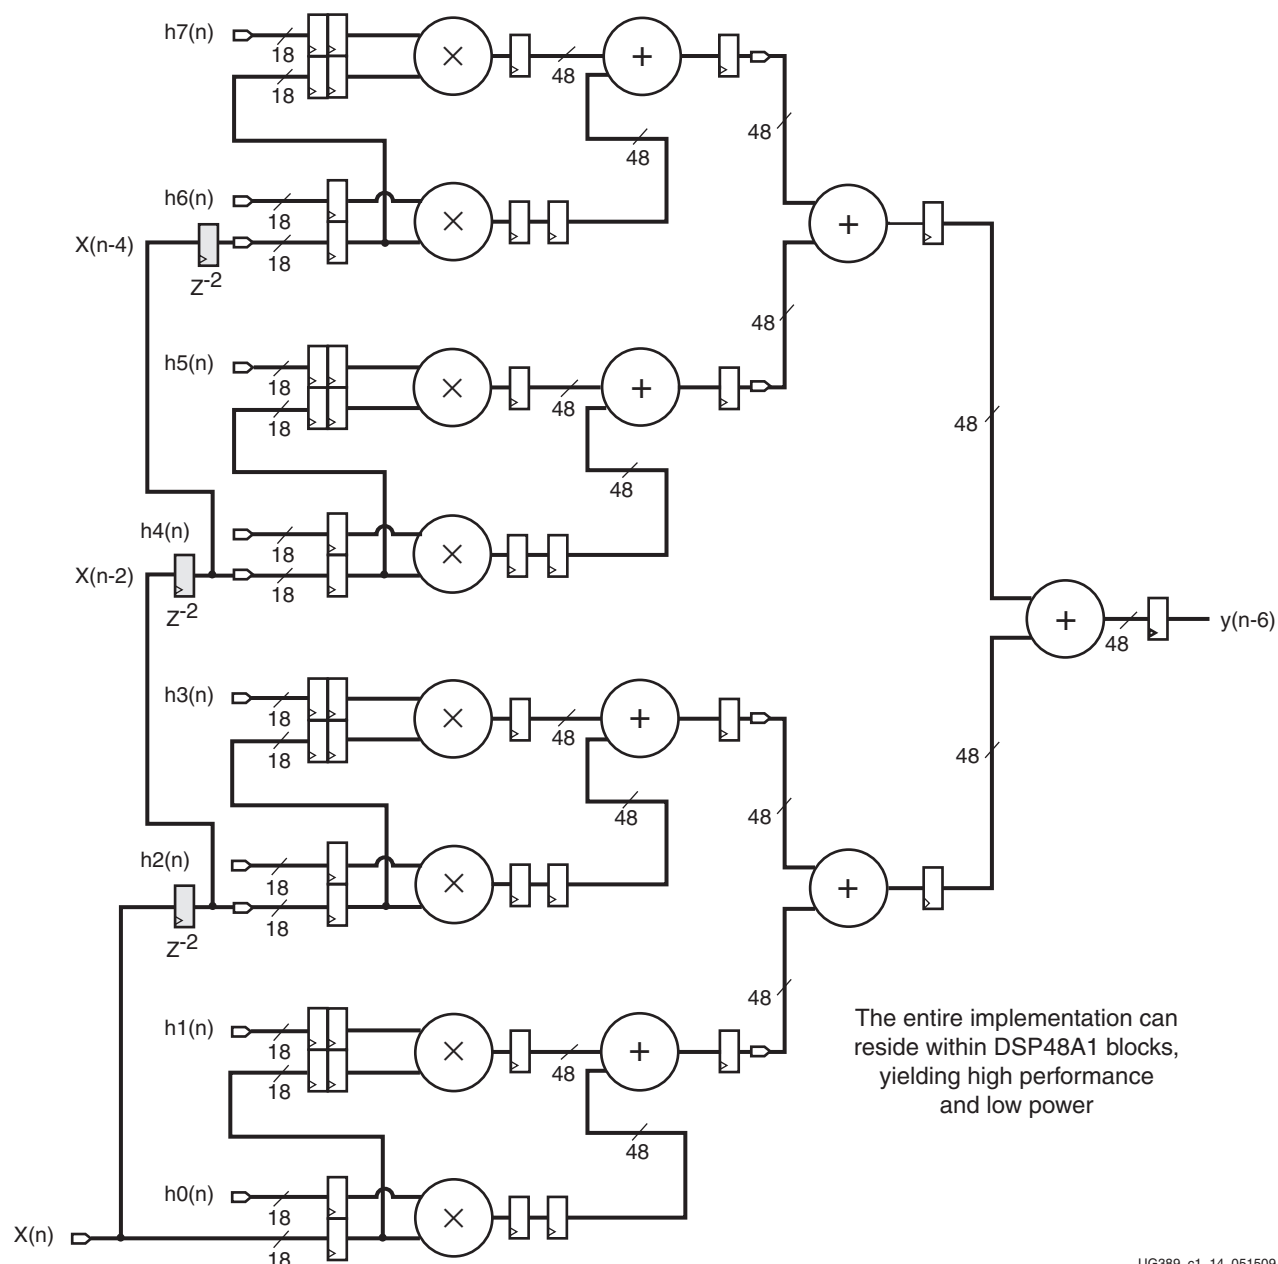 h7(n)
18
18
48
48
48
h6(n)
18
X(n-4)
18
Z-2
48
h5(n)
18
18
48
48
48
h4(n)
18
X(n-2)
18
Z-2
y(n-6)
48
h3(n)
18
18
48
48
48
48
h2(n)
18
18
Z-2
48
h1(n)
18
18
48
48
The entire implementation can
reside within DSP48A1 blocks,
yielding high performance
and low power
h0(n)
18
X(n)
18
UG389_c1_14_051509